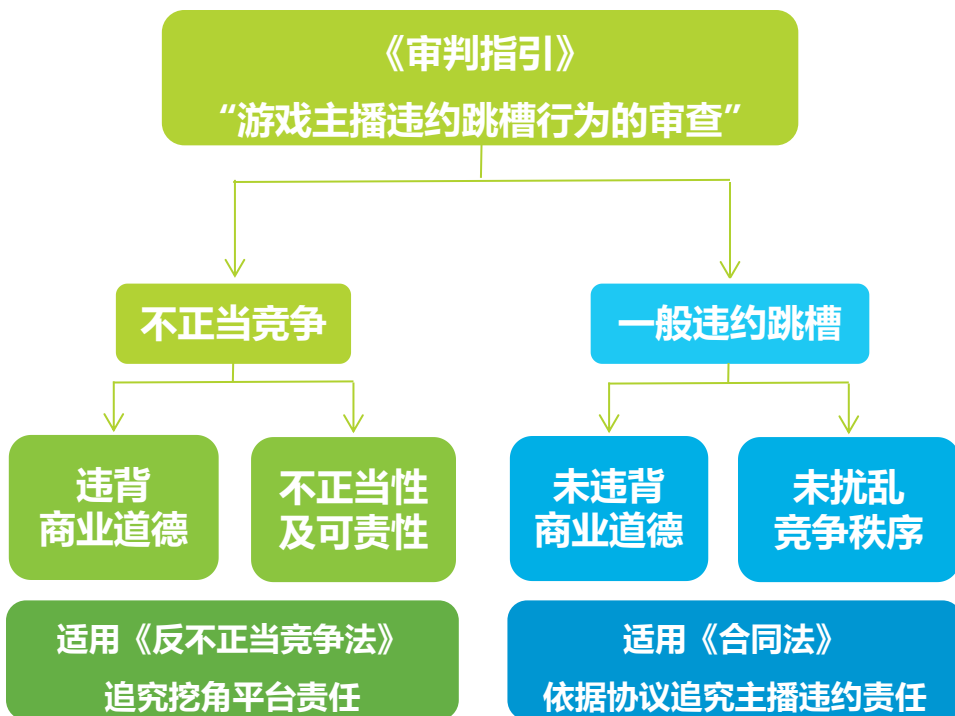 《审判指引》
“游戏主播违约跳槽行为的审查”
不正当竞争
一般违约跳槽
违背
商业道德
不正当性
及可责性
未违背
商业道德
未扰乱
竞争秩序
适用《反不正当竞争法》
追究挖角平台责任
适用《合同法》
依据协议追究主播违约责任